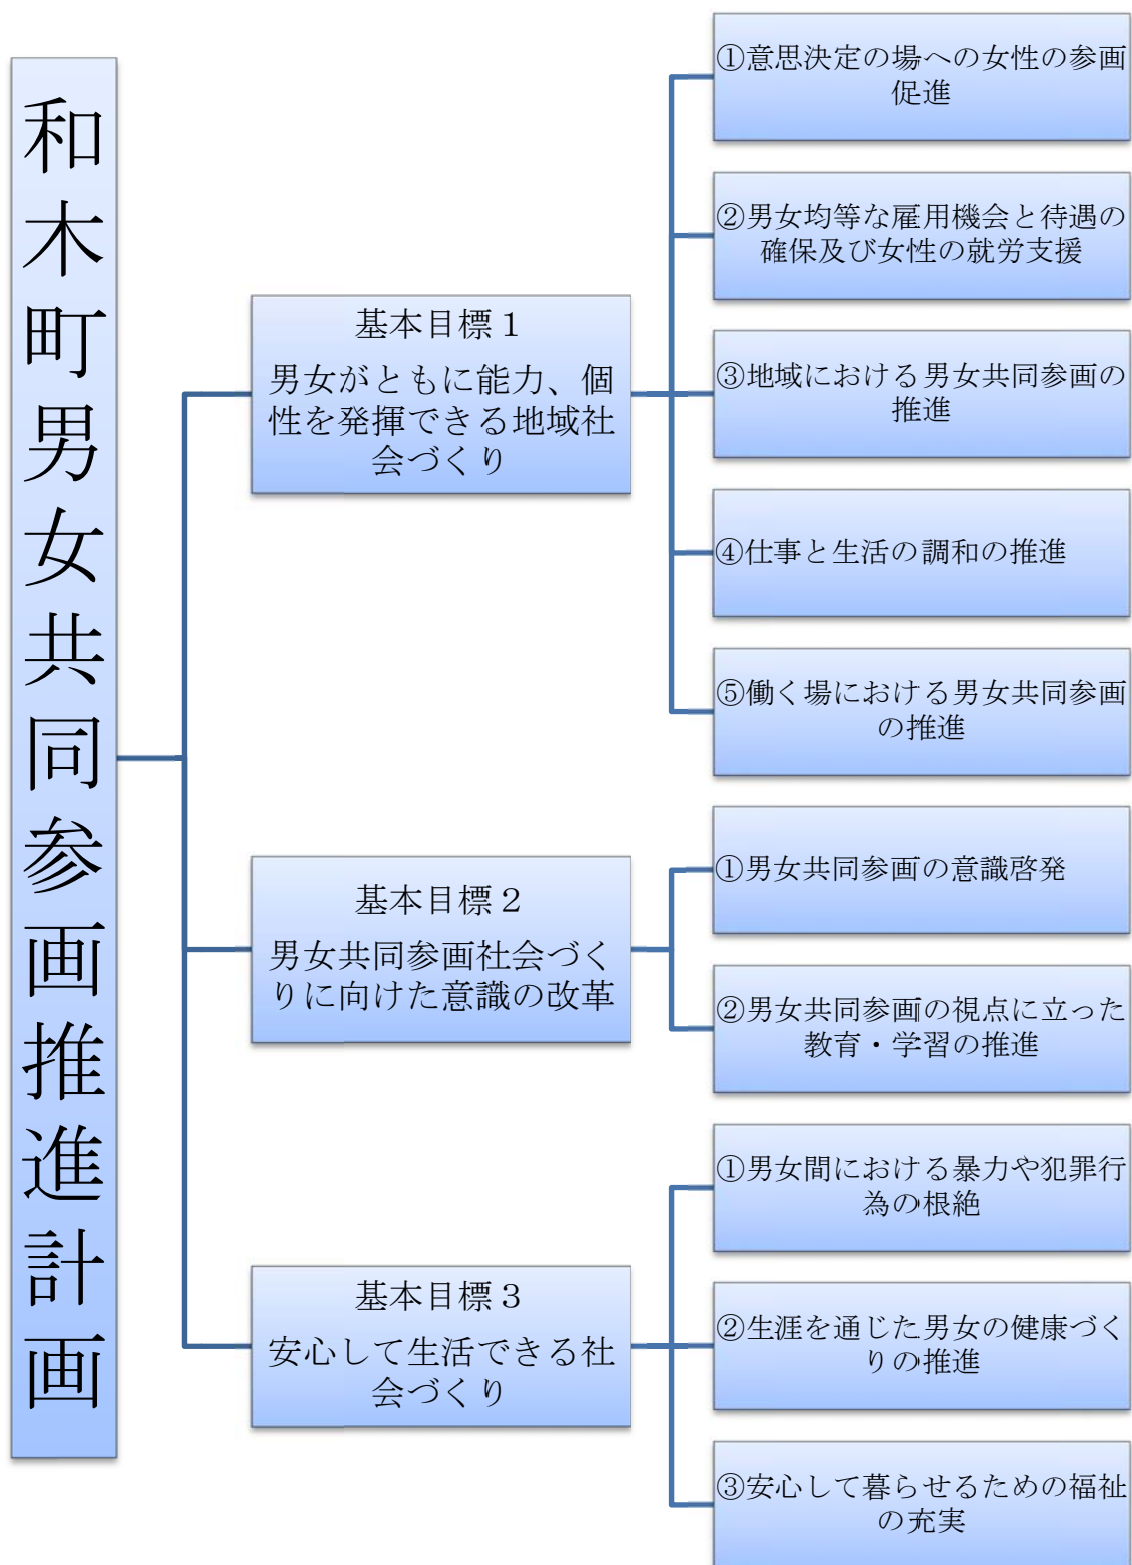 和木町男女共同参画推進計画
基本目標１
男女がともに能力、個
性を発揮できる地域社
会づくり
①意思決定の場への女性の参画
促進
②男女均等な雇用機会と待遇の
確保及び女性の就労支援
③地域における男女共同参画の
推進
④仕事と生活の調和の推進
⑤働く場における男女共同参画
の推進
基本目標２
男女共同参画社会づく
りに向けた意識の改革
①男女共同参画の意識啓発
②男女共同参画の視点に立った
教育・学習の推進
基本目標３
安心して生活できる社
会づくり
①男女間における暴力や犯罪行
為の根絶
②生涯を通じた男女の健康づく
りの推進
③安心して暮らせるための福祉
の充実